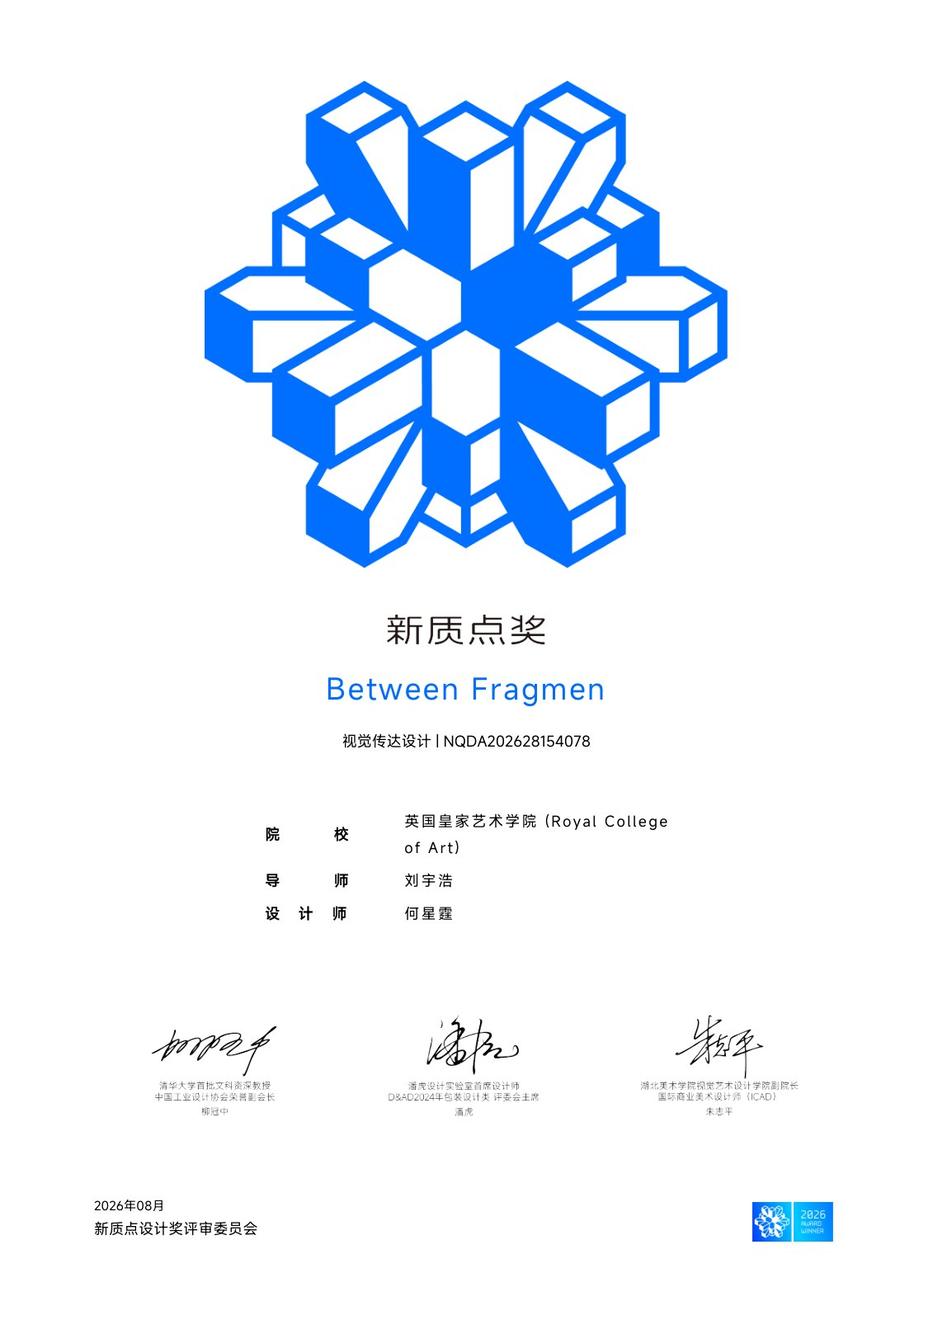 新质点奖
Between Fragmen
视觉传达设计 | NQDA202628154078
院 校 英国皇家艺术学院 (Royal College
of Art)
导 师 刘宇浩
设 计 师 何星霆
清华大学首批文科资深教授
中国工业设计协会荣誉副会长
柳冠中
潘虎设计实验室首席设计师
D&AD2024年包装设计类 评委会主席
潘虎
湖北美术学院视觉艺术设计学院副院长
国际商业美术设计师（ICAD）
朱志平
2026年08月
新质点设计奖评审委员会
2026
AWARD
WINNER